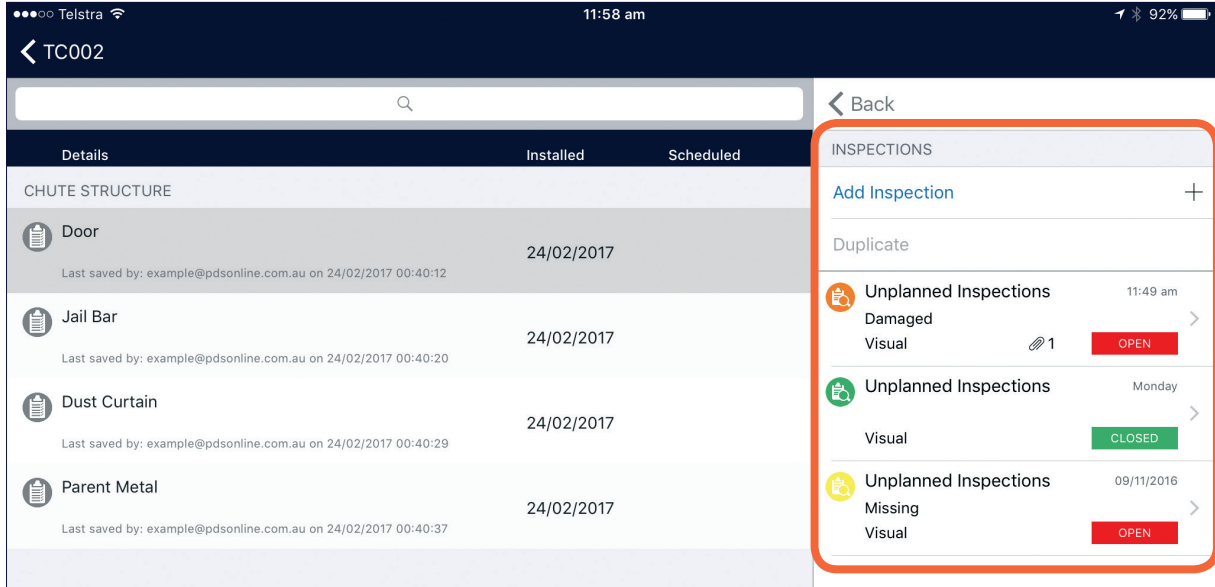 Telstra 11:58 am 92%
TC002
Back
Details Installed Scheduled
CHUTE STRUCTURE
Door
24/02/2017
Last saved by: example@pdsonline.com.au on 24/02/2017 00:40:12
Jail Bar
24/02/2017
Last saved by: example@pdsonline.com.au on 24/02/2017 00:40:20
Dust Curtain
24/02/2017
Last saved by: example@pdsonline.com.au on 24/02/2017 00:40:29
Parent Metal
24/02/2017
Last saved by: example@pdsonline.com.au on 24/02/2017 00:40:37
INSPECTIONS
Add Inspection
Duplicate
Unplanned Inspections 11:49 am
Damaged
Visual 1 OPEN
Unplanned Inspections Monday
Visual CLOSED
Unplanned Inspections 09/11/2016
Missing
Visual OPEN